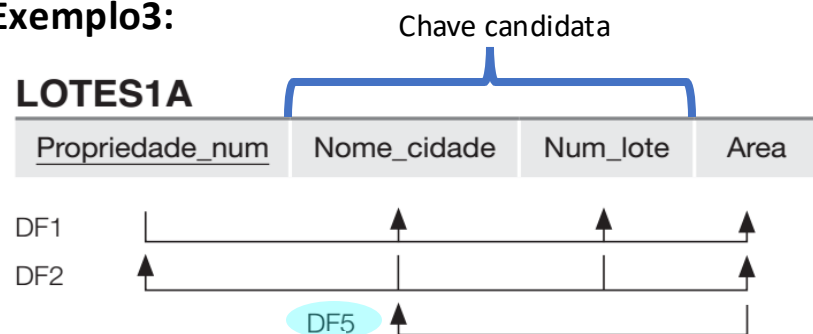 Exemplo3:
Chave candidata
LOTES1A
Propriedade_num Nome_cidade Num_lote Area
DF1
DF2
DF5